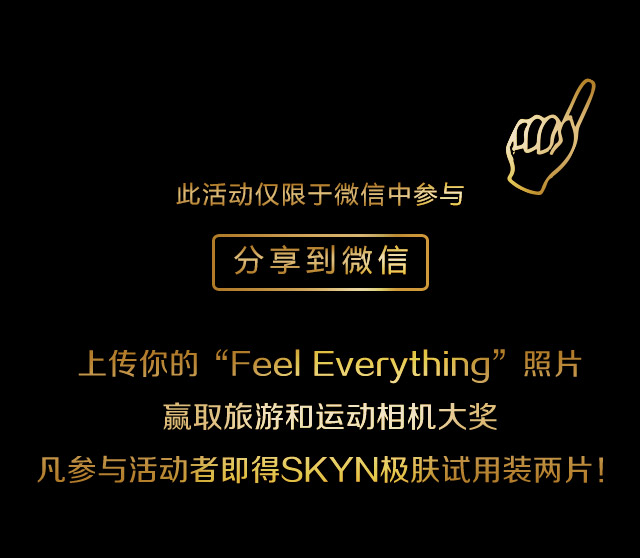 此活动仅限于微信中参与
分享到微信
上传你的“Feel Everything”照片
赢取旅游和运动相机大奖
凡参与活动者即得SKYN极肤试用装两片！